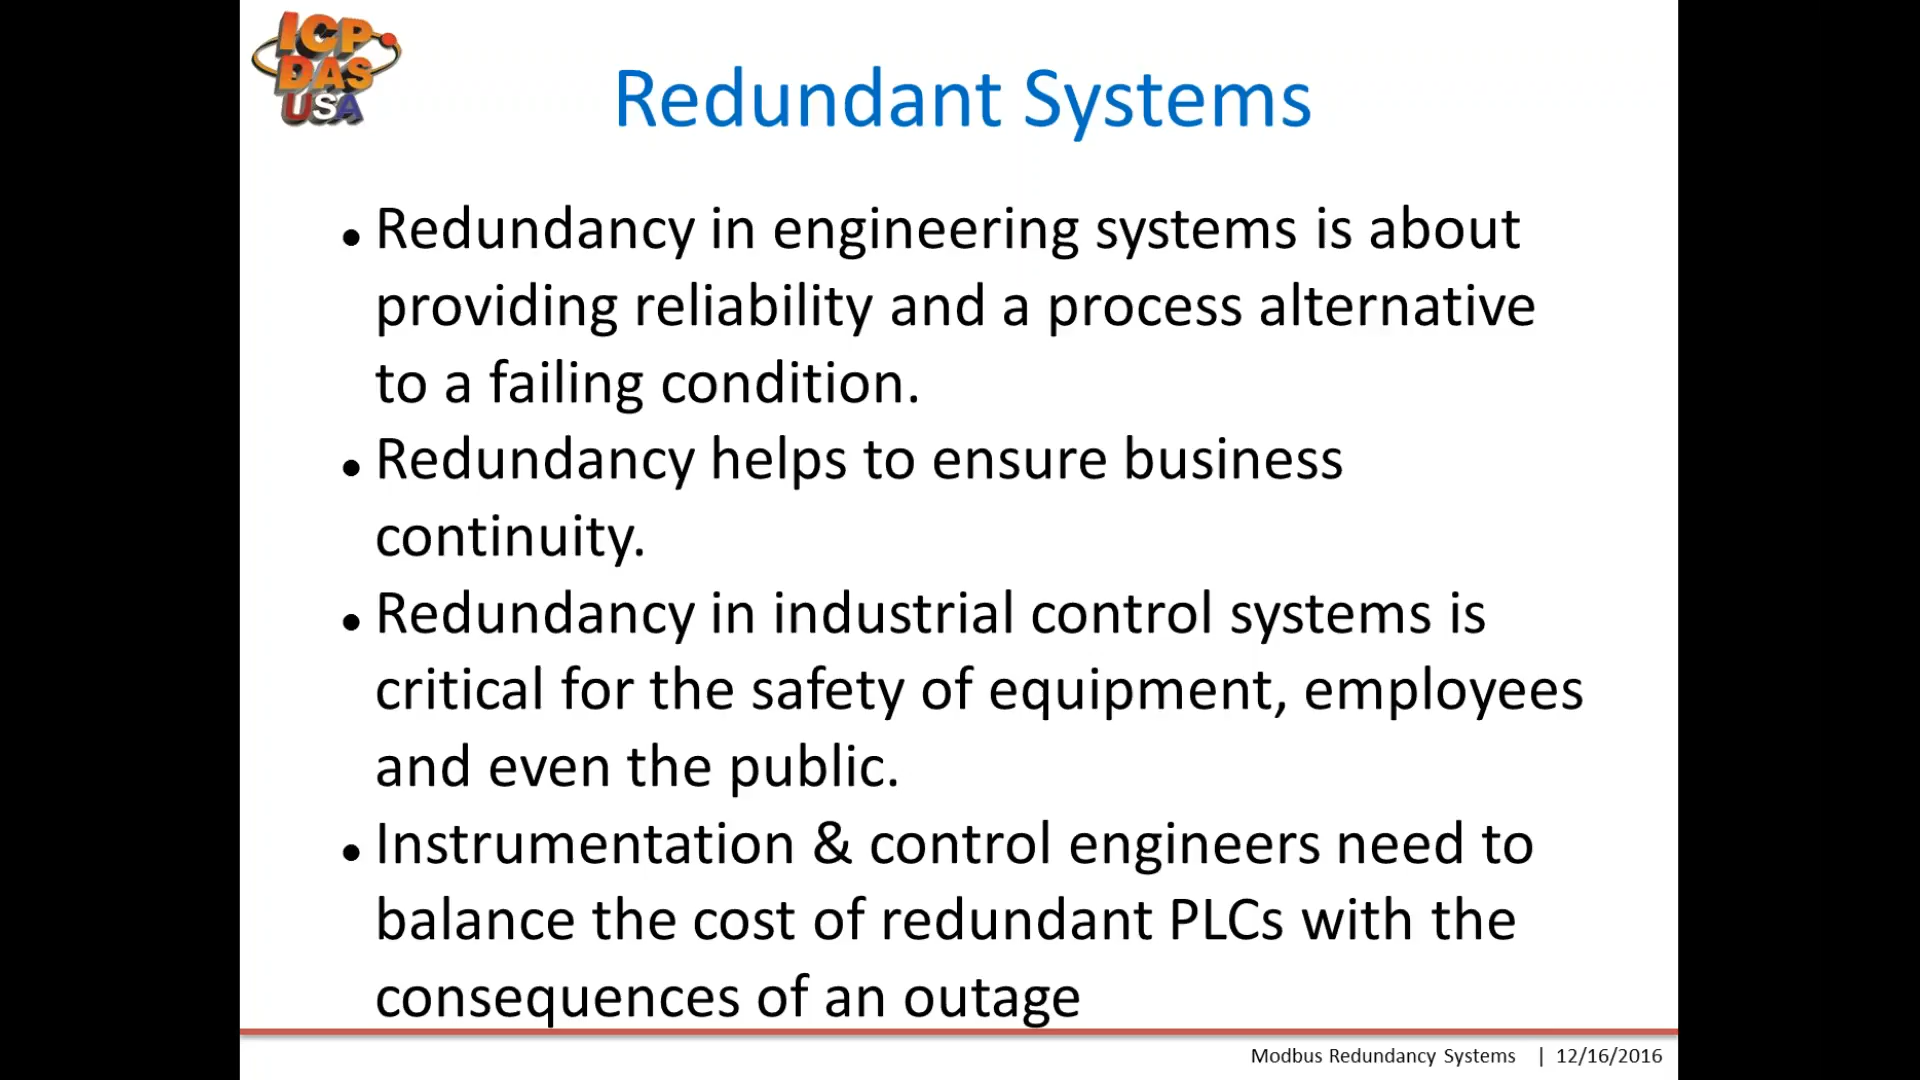 ICP
DAS
USA
Redundant Systems
• Redundancy in engineering systems is about
providing reliability and a process alternative
to a failing condition.
• Redundancy helps to ensure business
continuity.
• Redundancy in industrial control systems is
critical for the safety of equipment, employees
and even the public.
• Instrumentation & control engineers need to
balance the cost of redundant PLCs with the
consequences of an outage
Modbus Redundancy Systems | 12/16/2016